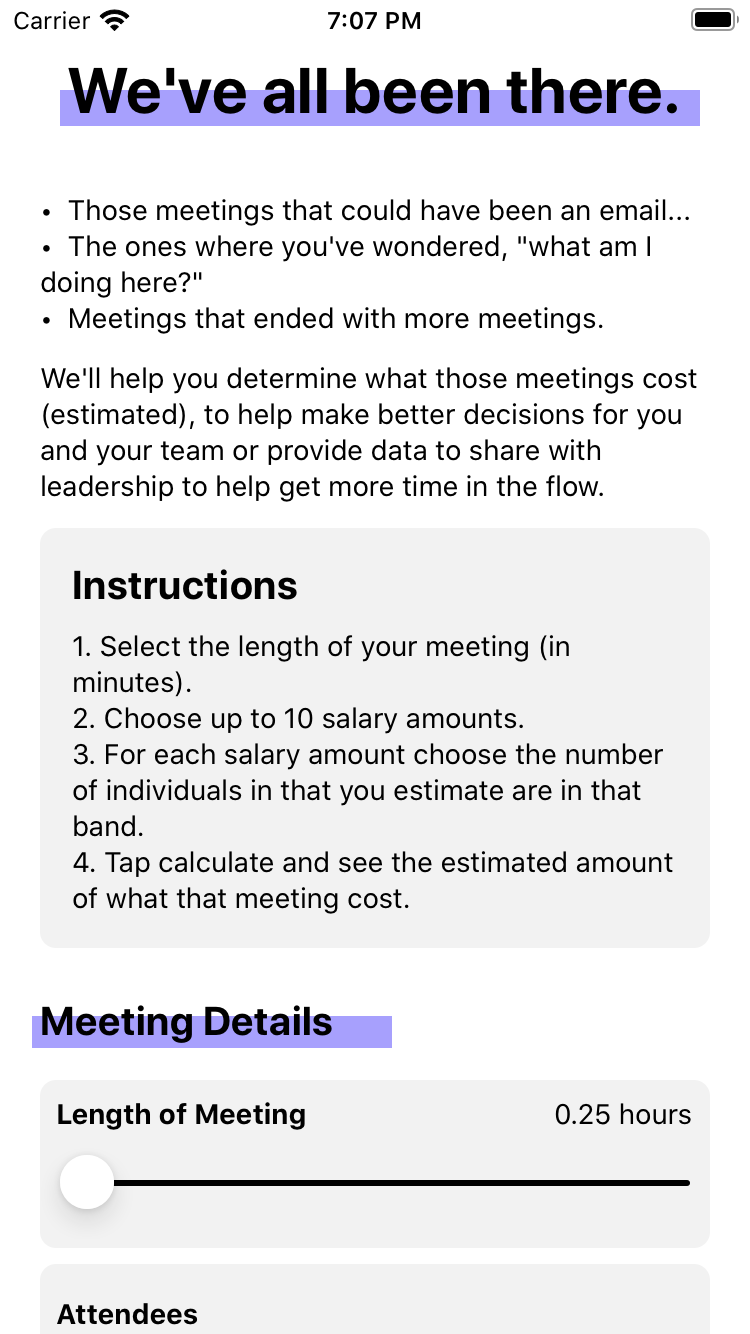 Carrier 7:07 PM
We've all been there.
• Those meetings that could have been an email...
• The ones where you've wondered, "what am I
doing here?"
• Meetings that ended with more meetings.
We'll help you determine what those meetings cost
(estimated), to help make better decisions for you
and your team or provide data to share with
leadership to help get more time in the flow.
Instructions
1. Select the length of your meeting (in
minutes).
2. Choose up to 10 salary amounts.
3. For each salary amount choose the number
of individuals in that you estimate are in that
band.
4. Tap calculate and see the estimated amount
of what that meeting cost.
Meeting Details
Length of Meeting 0.25 hours
Attendees